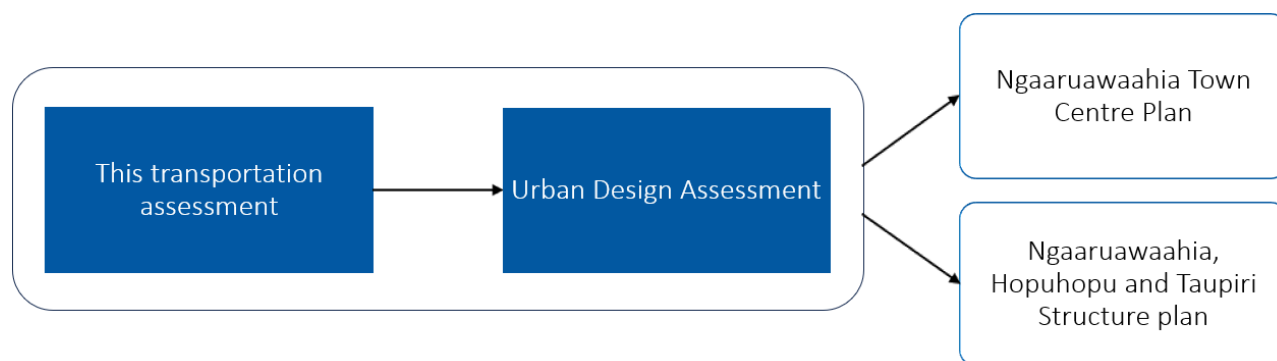 This transportation
assessment
Urban Design Assessment
Ngaaruawaahia Town
Centre Plan
Ngaaruawaahia,
Hopuhopu and Taupiri
Structure plan